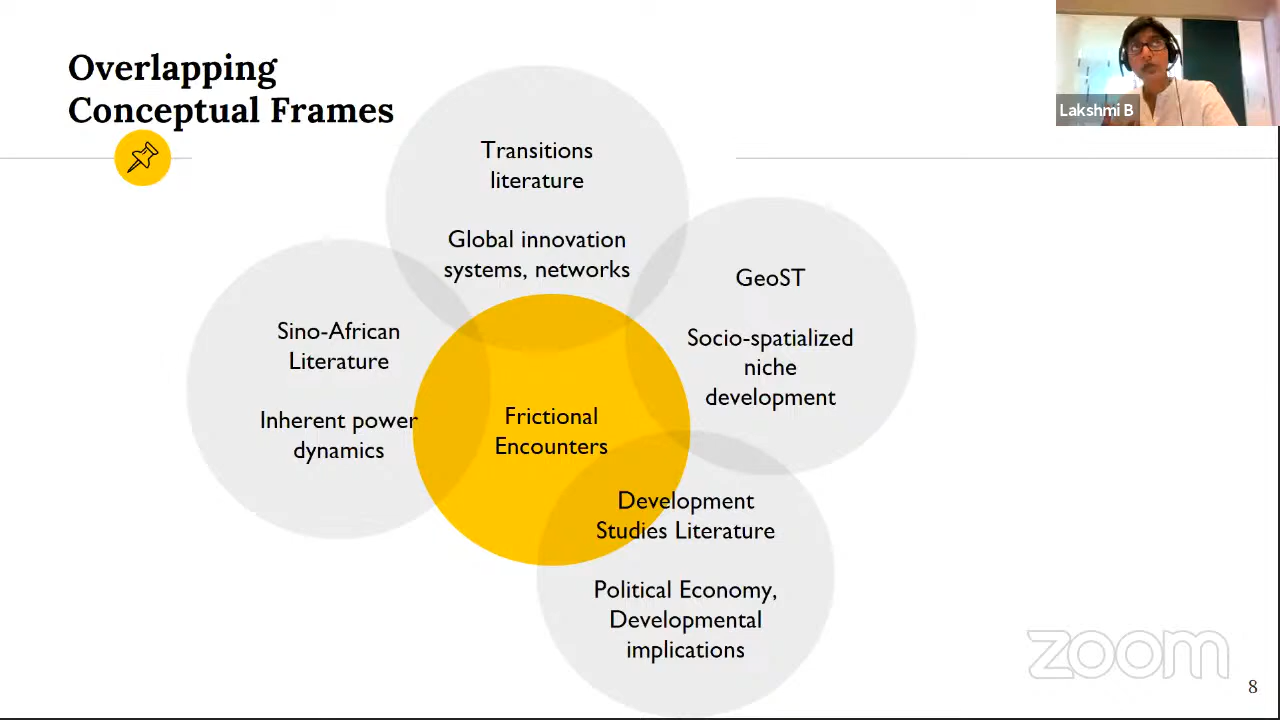 Overlapping
Conceptual Frames
Lakshmi B
Transitions
literature
Global innovation
systems, networks
GeoST
Socio-spatialized
niche
development
Sino-African
Literature
Inherent power
dynamics
Frictional
Encounters
Development
Studies Literature
Political Economy,
Developmental
implications
zoom
8